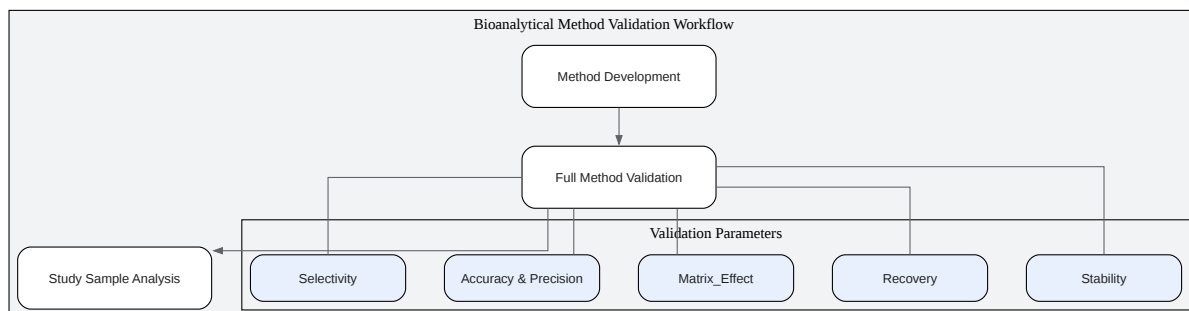 Bioanalytical Method Validation Workflow
Method Development
Full Method Validation
Validation Parameters
Study Sample Analysis
Selectivity
Accuracy & Precision
Matrix_Effect
Recovery
Stability